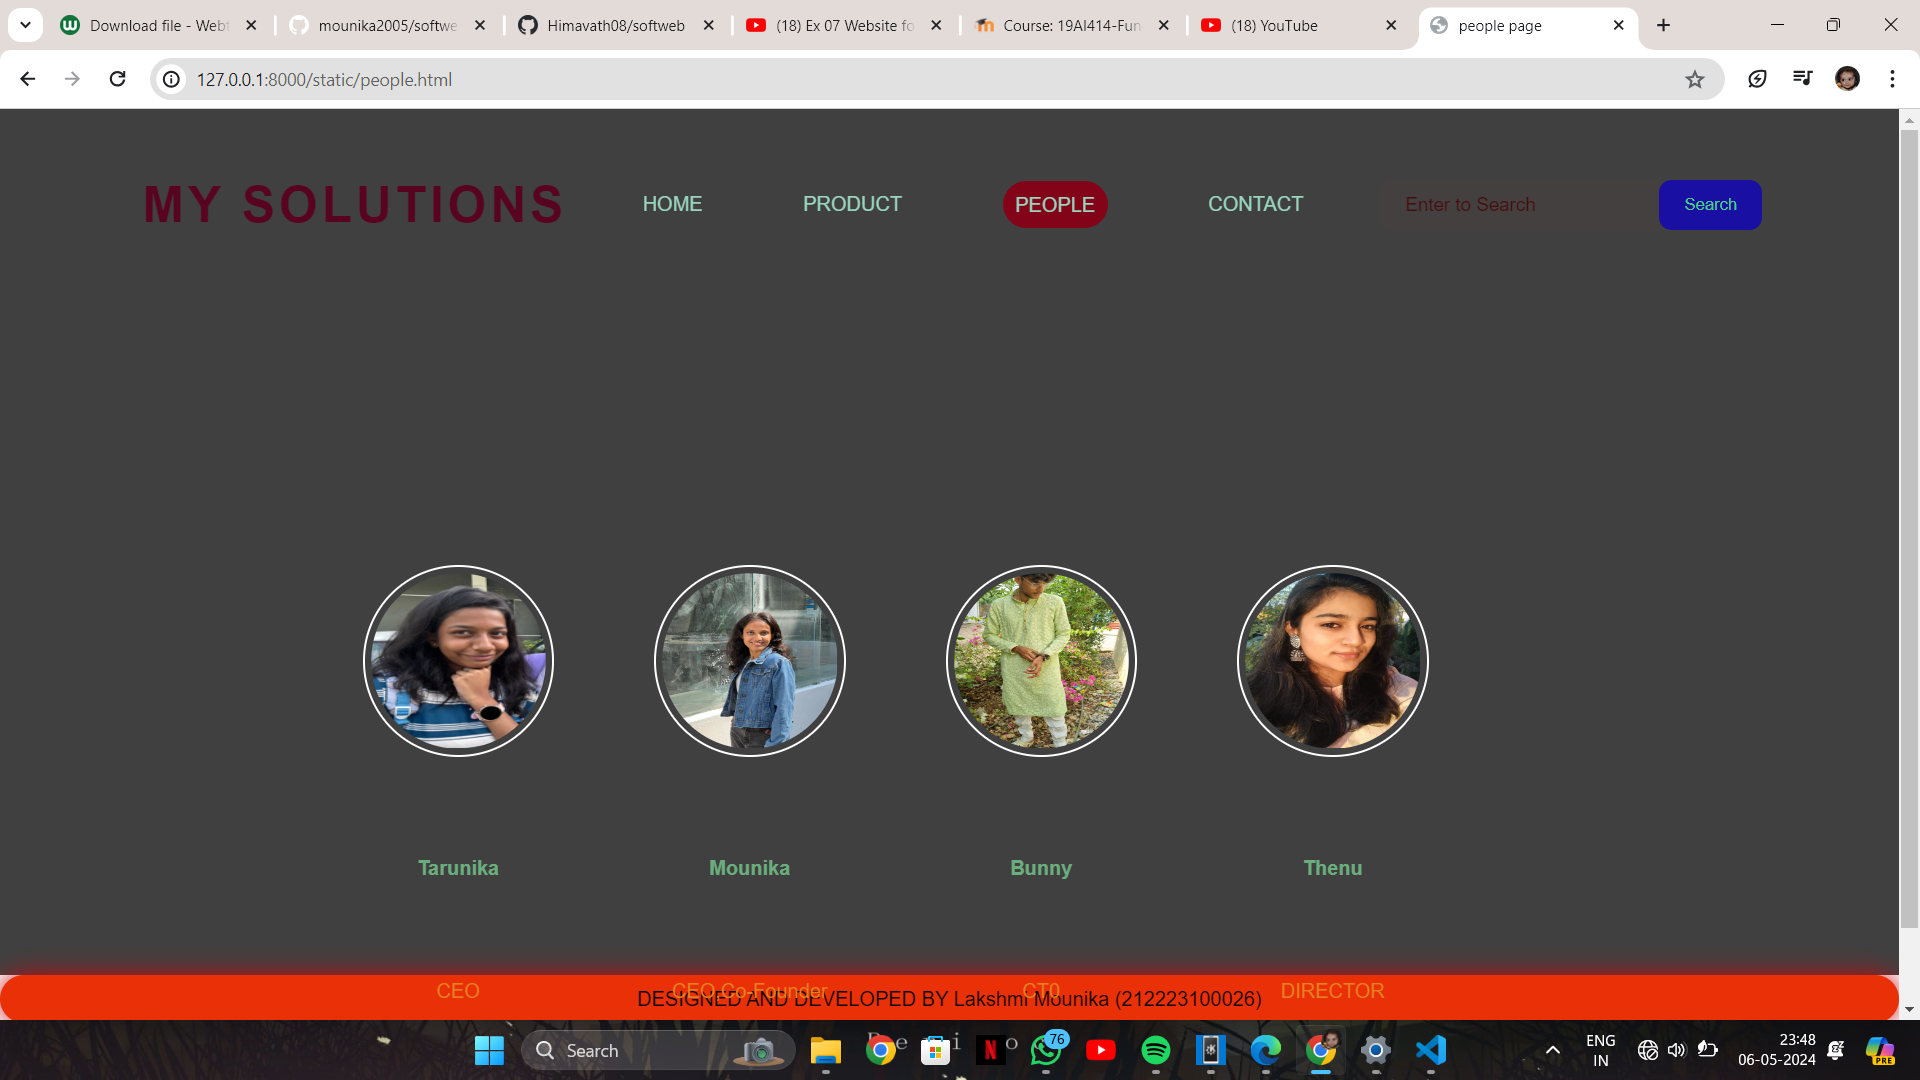 Download file - Webt
mounika2005/softwe
Himavath08/softweb
(18) Ex 07 Website fo
Course: 19AI414-Fun
(18) YouTube
people page
127.0.0.1:8000/static/people.html
MY SOLUTIONS
HOME
PRODUCT
PEOPLE
CONTACT
Enter to Search
Search
Tarunika
Mounika
Bunny
Thenu
CEO
CEO,Co-Founder
CT0
DIRECTOR
DESIGNED AND DEVELOPED BY Lakshmi Mounika (212223100026)
Search
76
ENG
IN
23:48
06-05-2024
PRE